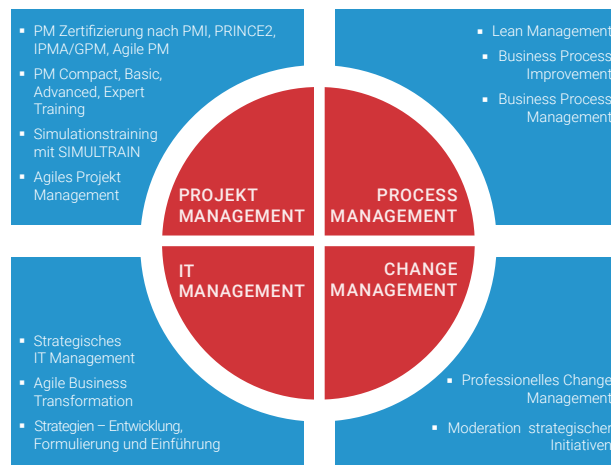 ▪ PM Zertifizierung nach PMI, PRINCE2,
IPMA/GPM, Agile PM
▪ PM Compact, Basic,
Advanced, Expert
Training
▪ Simulationstraining
mit SIMULTRAIN
▪ Agiles Projekt
Management
▪ Lean Management
▪ Business Process
Improvement
▪ Business Process
Management
PROJEKT
MANAGEMENT
PROCESS
MANAGEMENT
IT
MANAGEMENT
CHANGE
MANAGEMENT
▪ Strategisches
IT Management
▪ Agile Business
Transformation
▪ Strategien – Entwicklung,
Formulierung und Einführung
▪ Professionelles Change
Management
▪ Moderation strategischer
Initiativen